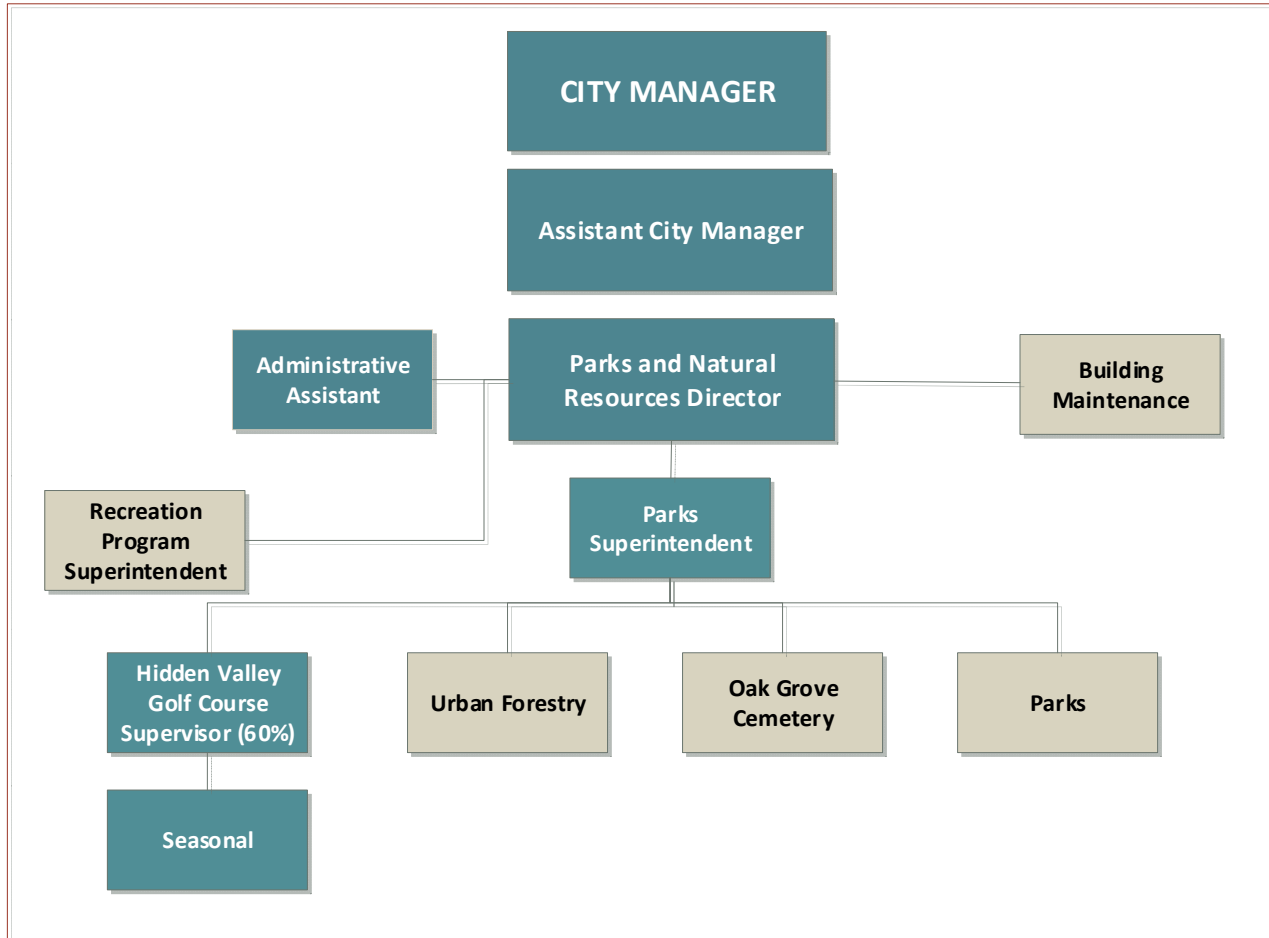 CITY MANAGER
Assistant City Manager
Administrative
Assistant
Parks and Natural
Resources Director
Building
Maintenance
Recreation
Program
Superintendent
Parks
Superintendent
Hidden Valley
Golf Course
Supervisor (60%)
Urban Forestry
Oak Grove
Cemetery
Parks
Seasonal